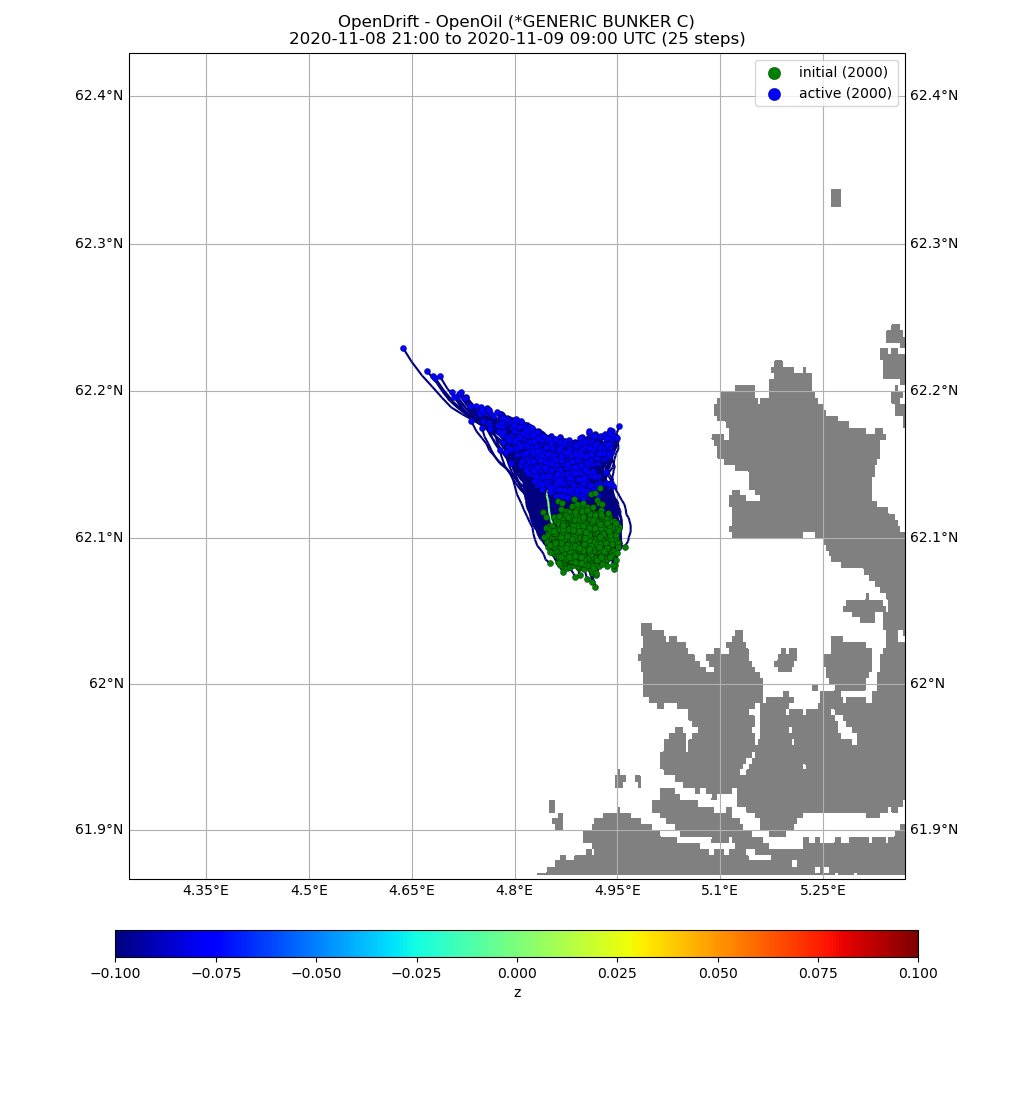 OpenDrift - OpenOil (*GENERIC BUNKER C)
2020-11-08 21:00 to 2020-11-09 09:00 UTC (25 steps)
initial (2000)
active (2000)
62.4°N 62.4°N
62.3°N 62.3°N
62.2°N 62.2°N
62.1°N 62.1°N
62°N 62°N
61.9°N 61.9°N
4.35°E 4.5°E 4.65°E 4.8°E 4.95°E 5.1°E 5.25°E
−0.100 −0.075 −0.050 −0.025 0.000 0.025 0.050 0.075 0.100
z